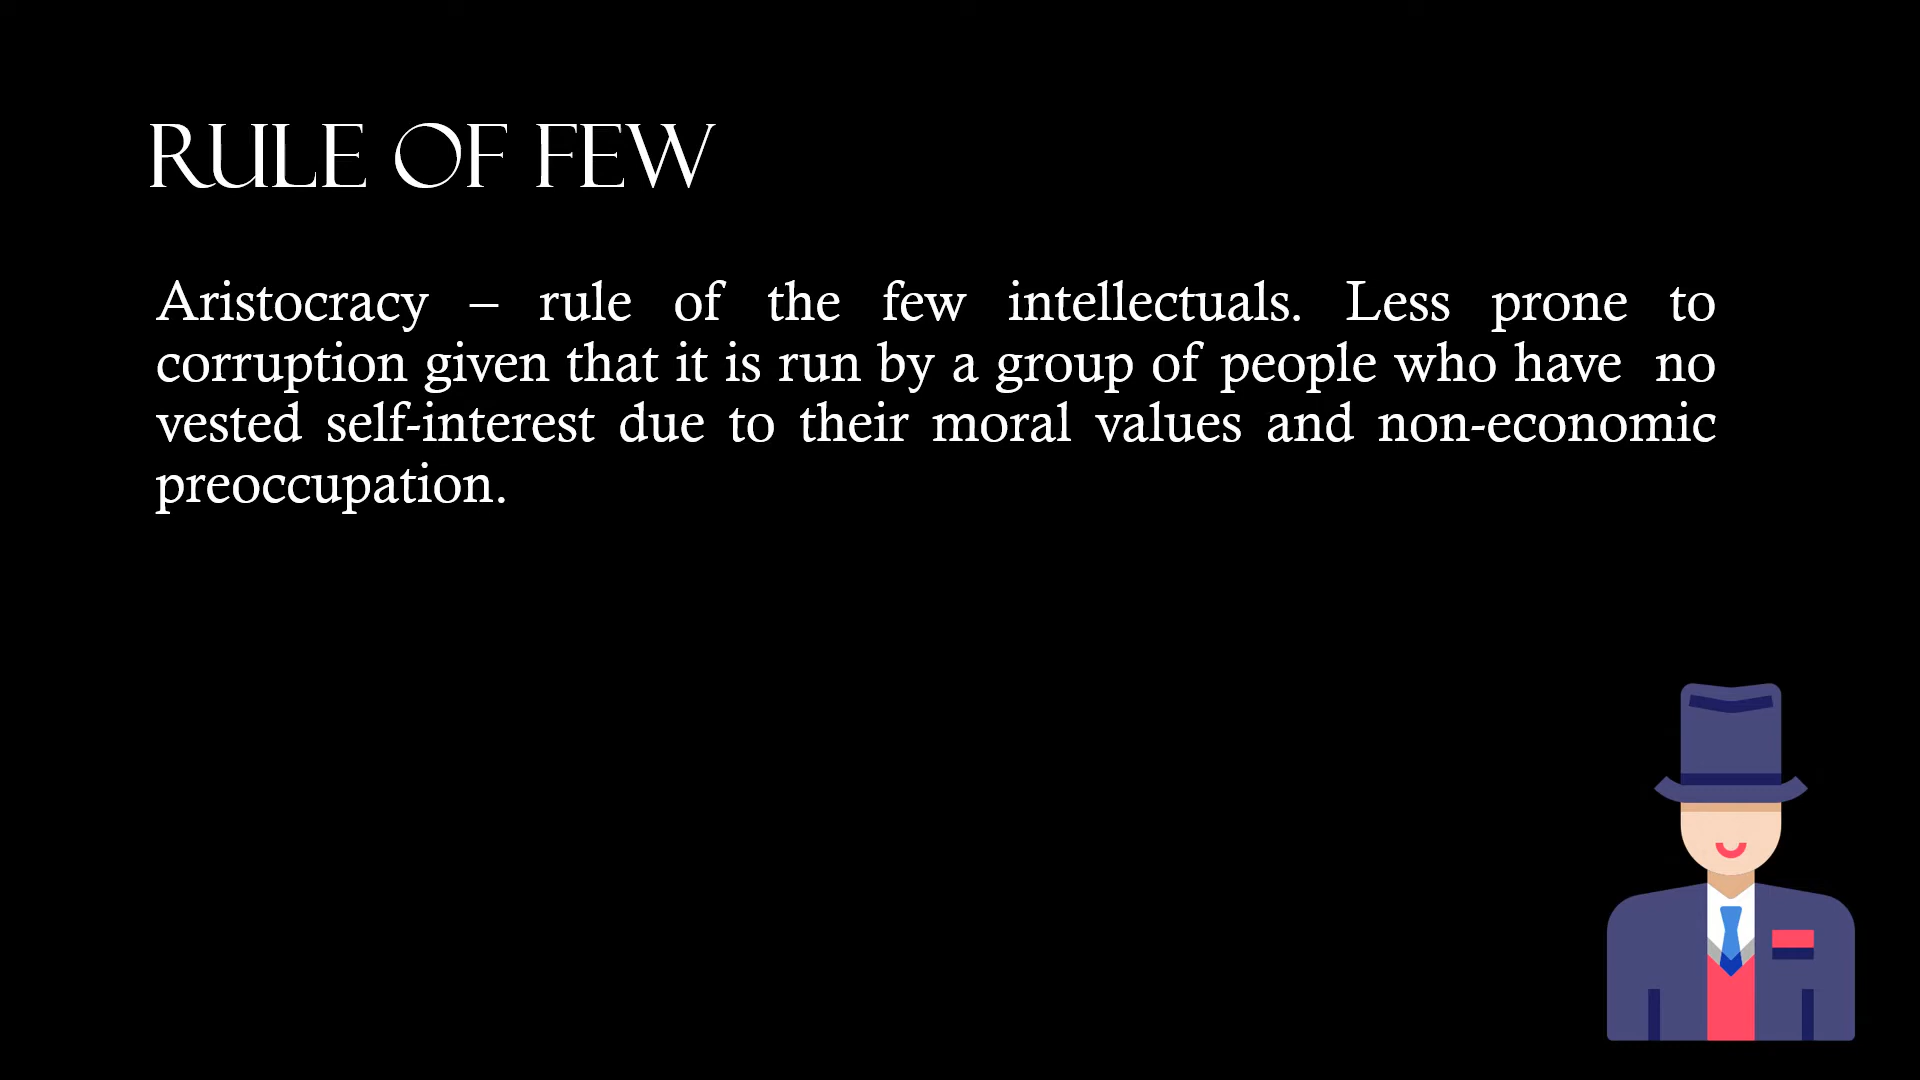 RULE OF FEW
Aristocracy – rule of the few intellectuals. Less prone to
corruption given that it is run by a group of people who have no
vested self-interest due to their moral values and non-economic
preoccupation.